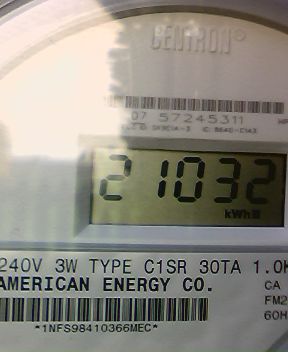 CENTRON®
07 57245311
21032
kWh
240V 3W TYPE C1SR 30TA 1.0K
AMERICAN ENERGY CO.
CA
FM2
60H
*1NFS98410366MEC*